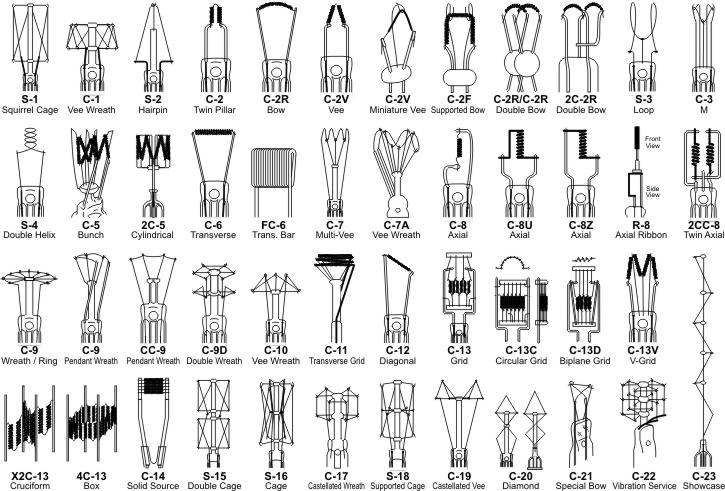 S-1 C-1 S-2 C-2 C-2R C-2V C-2V C-2F C-2R/C-2R 2C-2R S-3 C-3
Squirrel Cage Vee Wreath Hairpin Twin Pillar Bow Vee Miniature Vee Supported Bow Double Bow Double Bow Loop M
Front
View
Side
View
S-4 C-5 2C-5 C-6 FC-6 C-7 C-7A C-8 C-8U C-8Z R-8 2CC-8
Double Helix Bunch Cylindrical Transverse Trans. Bar Multi-Vee Vee Wreath Axial Axial Axial Axial Ribbon Twin Axial
C-9 C-9 CC-9 C-9D C-10 C-11 C-12 C-13 C-13C C-13D C-13V
Wreath / Ring Pendant Wreath Pendant Wreath Double Wreath Vee Wreath Transverse Grid Diagonal Grid Circular Grid Biplane Grid V-Grid
X2C-13 4C-13 C-14 S-15 S-16 C-17 S-18 C-19 C-20 C-21 C-22 C-23
Cruciform Box Solid Source Double Cage Cage Castellated Wreath Supported Cage Castellated Vee Diamond Special Bow Vibration Service Showcase